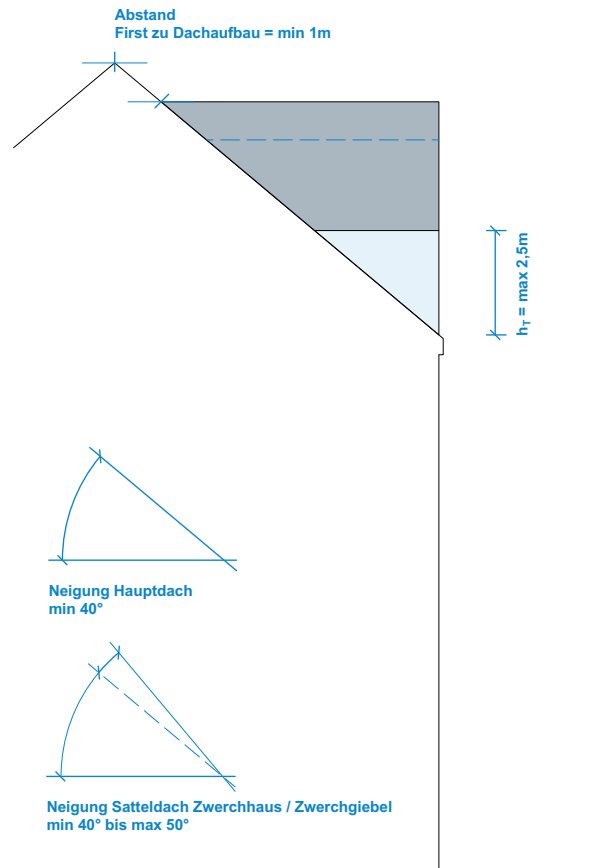 Abstand
First zu Dachaufbau = min 1m
h_T = max 2,5m
Neigung Hauptdach
min 40°
Neigung Satteldach Zwerchhaus / Zwerchgiebel
min 40° bis max 50°